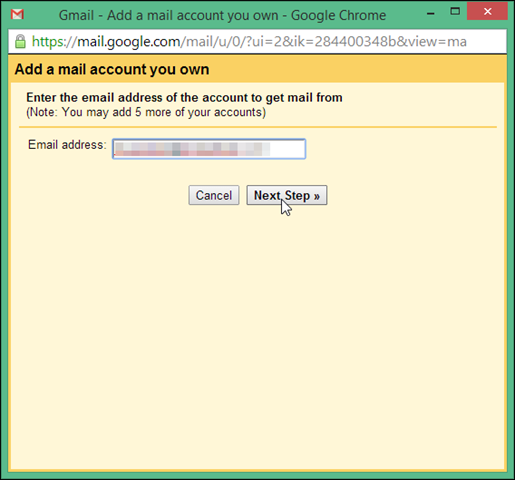 Gmail - Add a mail account you own - Google Chrome
https://mail.google.com/mail/u/0/?ui=2&ik=284400348b&view=ma
Add a mail account you own
Enter the email address of the account to get mail from
(Note: You may add 5 more of your accounts)
Email address:
Cancel Next Step »